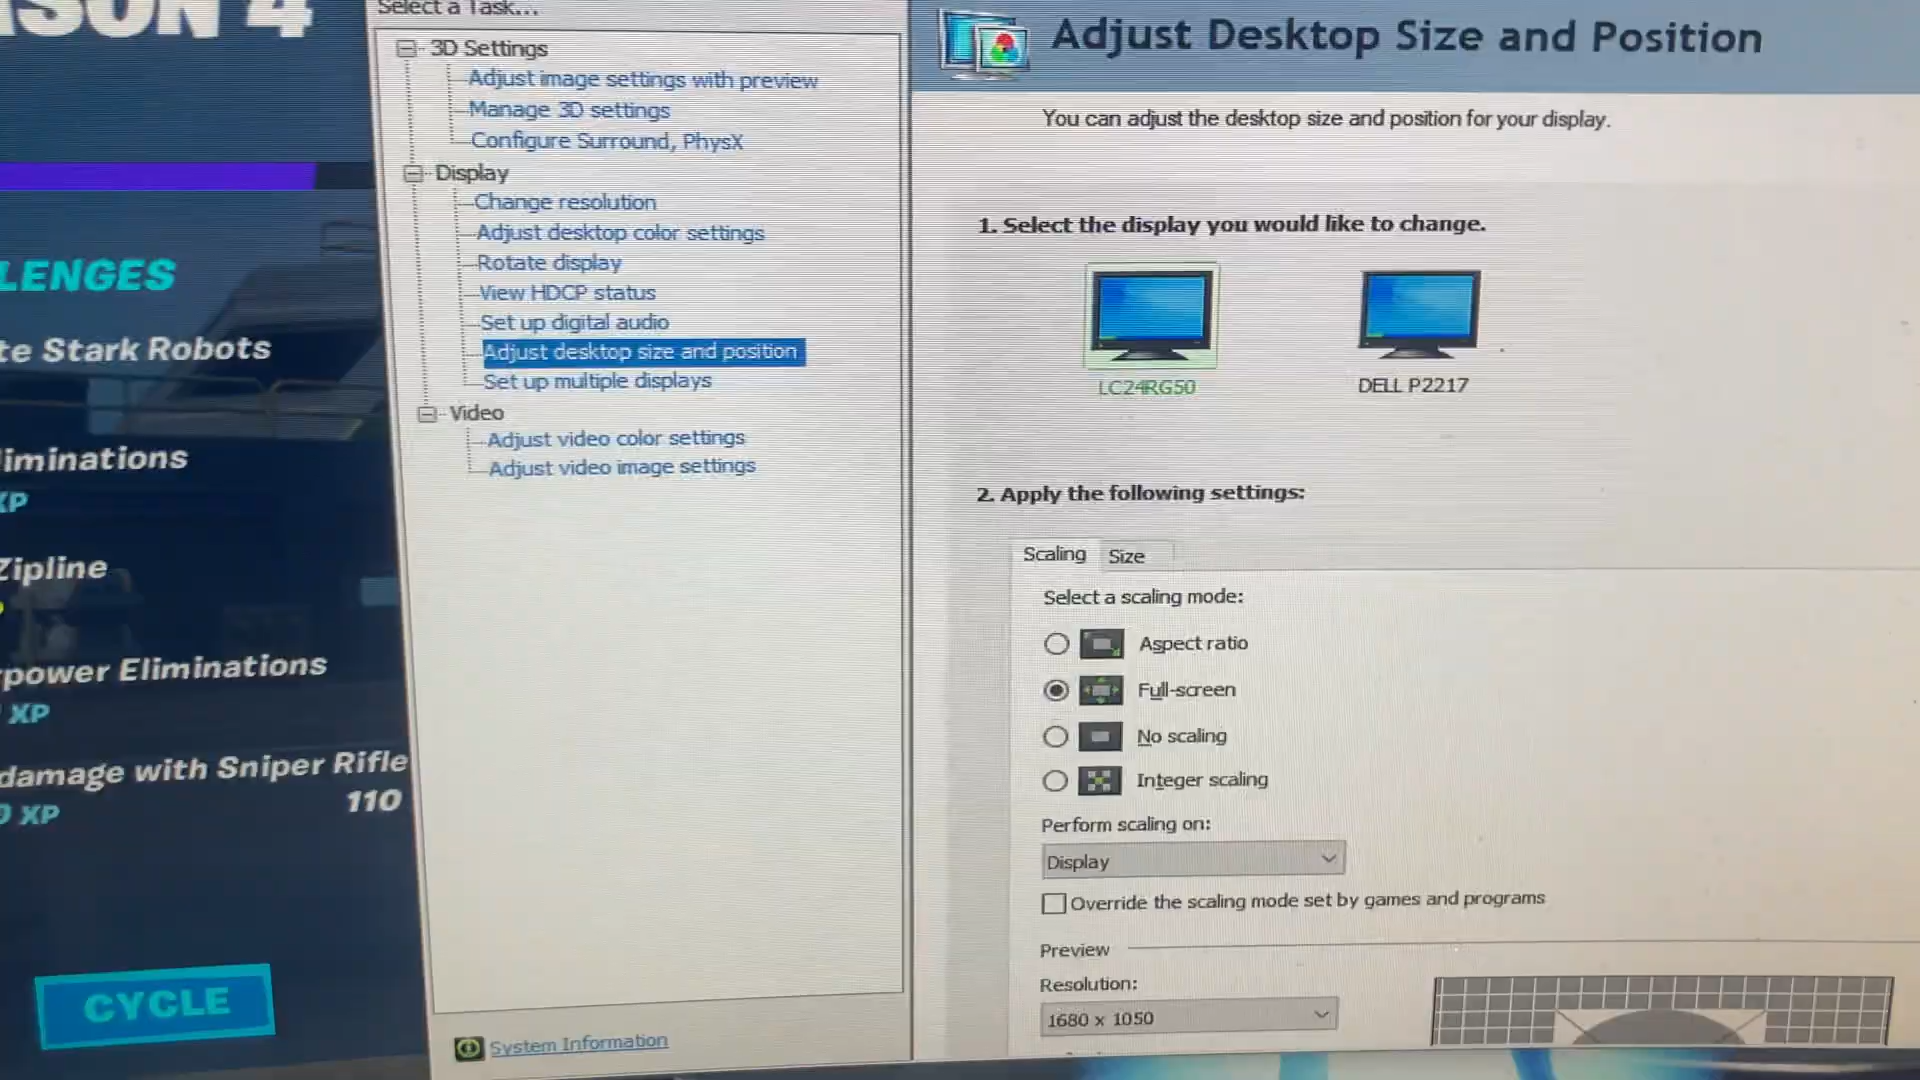 SON 4
LENGES
te Stark Robots
iminations
XP
Zipline
power Eliminations
XP
damage with Sniper Rifle
0 XP
110
CYCLE
Select a Task...
3D Settings
Adjust image settings with preview
Manage 3D settings
Configure Surround, PhysX
Display
Change resolution
Adjust desktop color settings
Rotate display
View HDCP status
Set up digital audio
Adjust desktop size and position
Set up multiple displays
Video
Adjust video color settings
Adjust video image settings
System Information
Adjust Desktop Size and Position
You can adjust the desktop size and position for your display.
1. Select the display you would like to change.
LC24RG50
DELL P2217
2. Apply the following settings:
Scaling
Size
Select a scaling mode:
Aspect ratio
Full-screen
No scaling
Integer scaling
Perform scaling on:
Display
Override the scaling mode set by games and programs
Preview
Resolution:
1680 x 1050